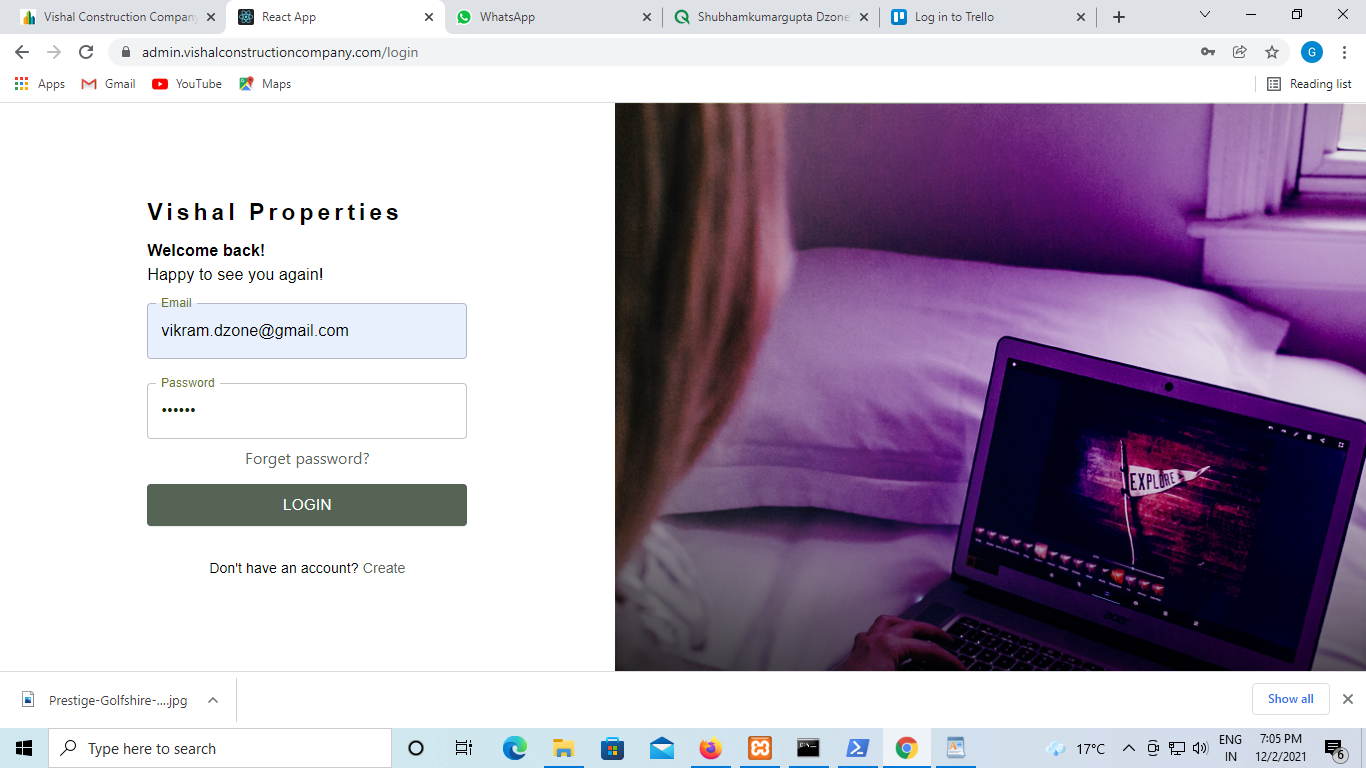 Vishal Construction Company
React App
WhatsApp
Shubhamkumargupta Dzone
Log in to Trello
admin.vishalconstructioncompany.com/login
G
Apps
Gmail
YouTube
Maps
Reading list
Vishal Properties
Welcome back!
Happy to see you again!
Email
vikram.dzone@gmail.com
Password
••••••
Forget password?
LOGIN
Don't have an account? Create
EXPLORE
acer
Prestige-Golfshire-....jpg
Show all
Type here to search
17°C
ENG
IN
7:05 PM
12/2/2021
6